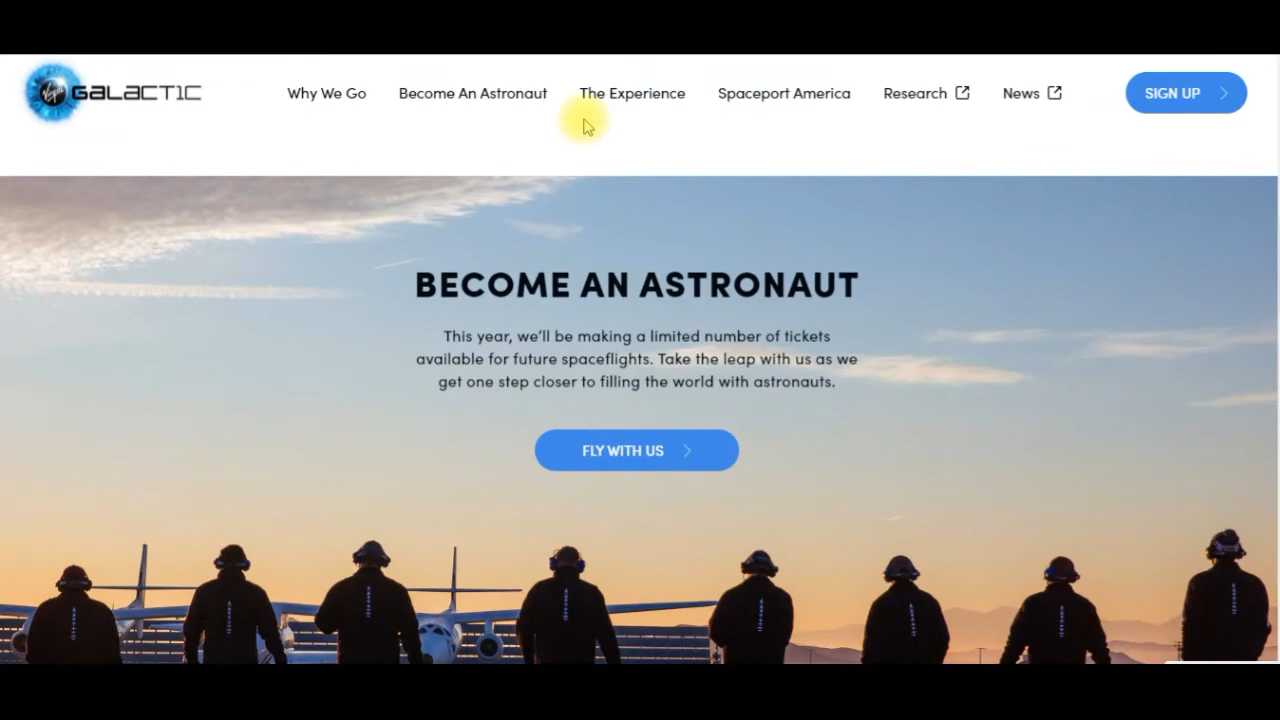 Virgin GALACTIC
Why We Go
Become An Astronaut
The Experience
Spaceport America
Research
News
SIGN UP
BECOME AN ASTRONAUT
This year, we'll be making a limited number of tickets
available for future spaceflights. Take the leap with us as we
get one step closer to filling the world with astronauts.
FLY WITH US